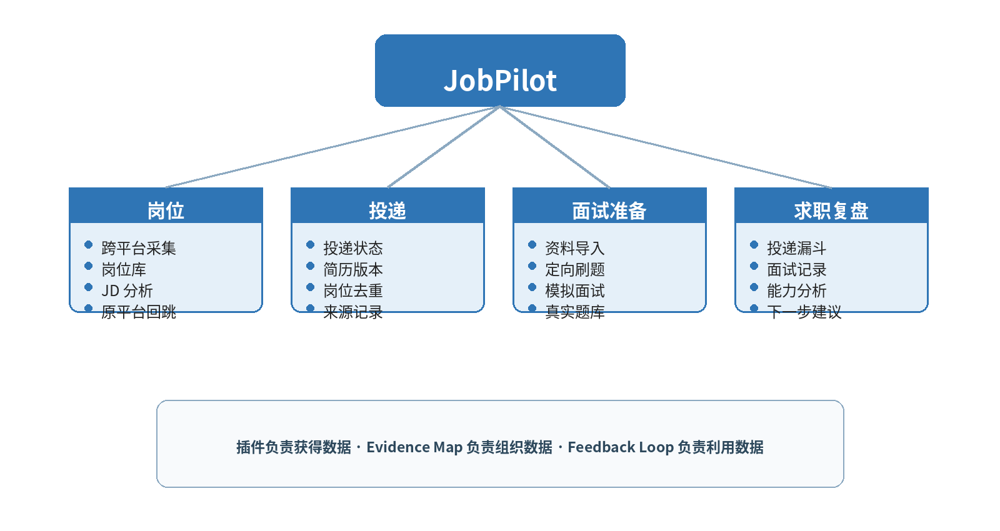 JobPilot
岗位
跨平台采集
岗位库
JD 分析
原平台回跳
投递
投递状态
简历版本
岗位去重
来源记录
面试准备
资料导入
定向刷题
模拟面试
真实题库
求职复盘
投递漏斗
面试记录
能力分析
下一步建议
插件负责获得数据 · Evidence Map 负责组织数据 · Feedback Loop 负责利用数据